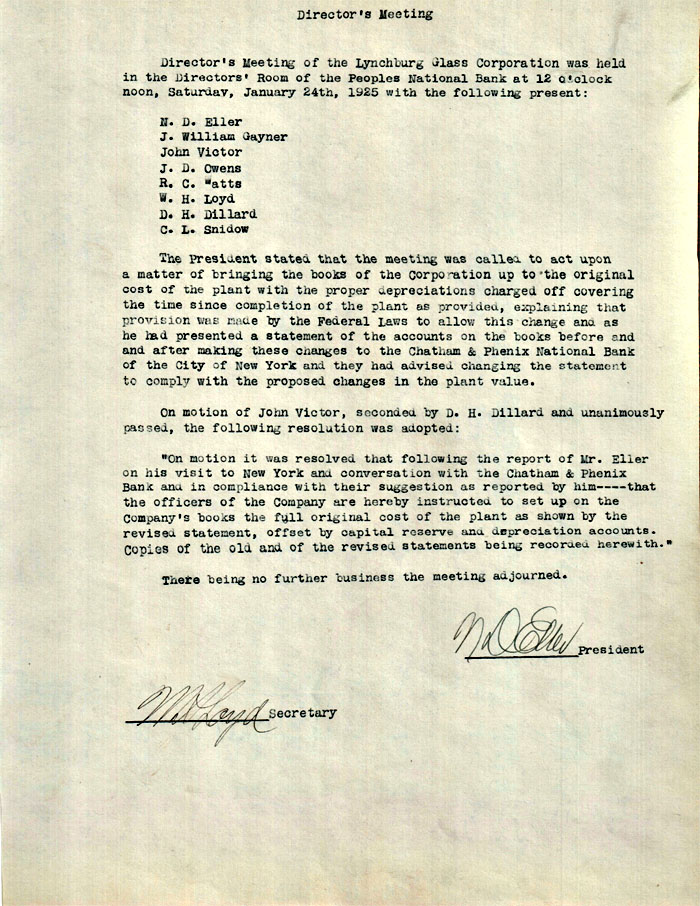 Director's Meeting
Director's Meeting of the Lynchburg Glass Corporation was held
in the Directors' Room of the Peoples National Bank at 12 o'clock
noon, Saturday, January 24th, 1925 with the following present:
N. D. Eller
J. William Gayner
John Victor
J. D. Owens
R. C. Watts
W. H. Loyd
D. H. Dillard
C. L. Snidow
The President stated that the meeting was called to act upon
a matter of bringing the books of the Corporation up to the original
cost of the plant with the proper depreciations charged off covering
the time since completion of the plant as provided, explaining that
provision was made by the Federal Laws to allow this change and as
he had presented a statement of the accounts on the books before and
and after making these changes to the Chatham & Phenix National Bank
of the City of New York and they had advised changing the statement
to comply with the proposed changes in the plant value.
On motion of John Victor, seconded by D. H. Dillard and unanimously
passed, the following resolution was adopted:
"On motion it was resolved that following the report of Mr. Eller
on his visit to New York and conversation with the Chatham & Phenix
Bank and in compliance with their suggestion as reported by him----that
the officers of the Company are hereby instructed to set up on the
Company's books the full original cost of the plant as shown by the
revised statement, offset by capital reserve and depreciation accounts.
Copies of the old and of the revised statements being recorded herewith."
There being no further business the meeting adjourned.
N D Eller President
W H Loyd Secretary